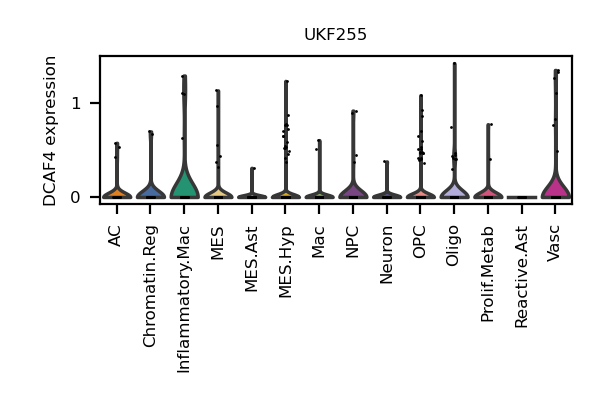 UKF255
DCAF4 expression
1
0
AC
Chromatin.Reg
Inflammatory.Mac
MES
MES.Ast
MES.Hyp
Mac
NPC
Neuron
OPC
Oligo
Prolif.Metab
Reactive.Ast
Vasc